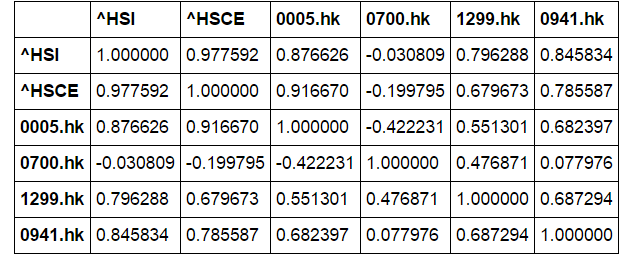 ^HSI ^HSCE 0005.hk 0700.hk 1299.hk 0941.hk
^HSI 1.000000 0.977592 0.876626 -0.030809 0.796288 0.845834
^HSCE 0.977592 1.000000 0.916670 -0.199795 0.679673 0.785587
0005.hk 0.876626 0.916670 1.000000 -0.422231 0.551301 0.682397
0700.hk -0.030809 -0.199795 -0.422231 1.000000 0.476871 0.077976
1299.hk 0.796288 0.679673 0.551301 0.476871 1.000000 0.687294
0941.hk 0.845834 0.785587 0.682397 0.077976 0.687294 1.000000